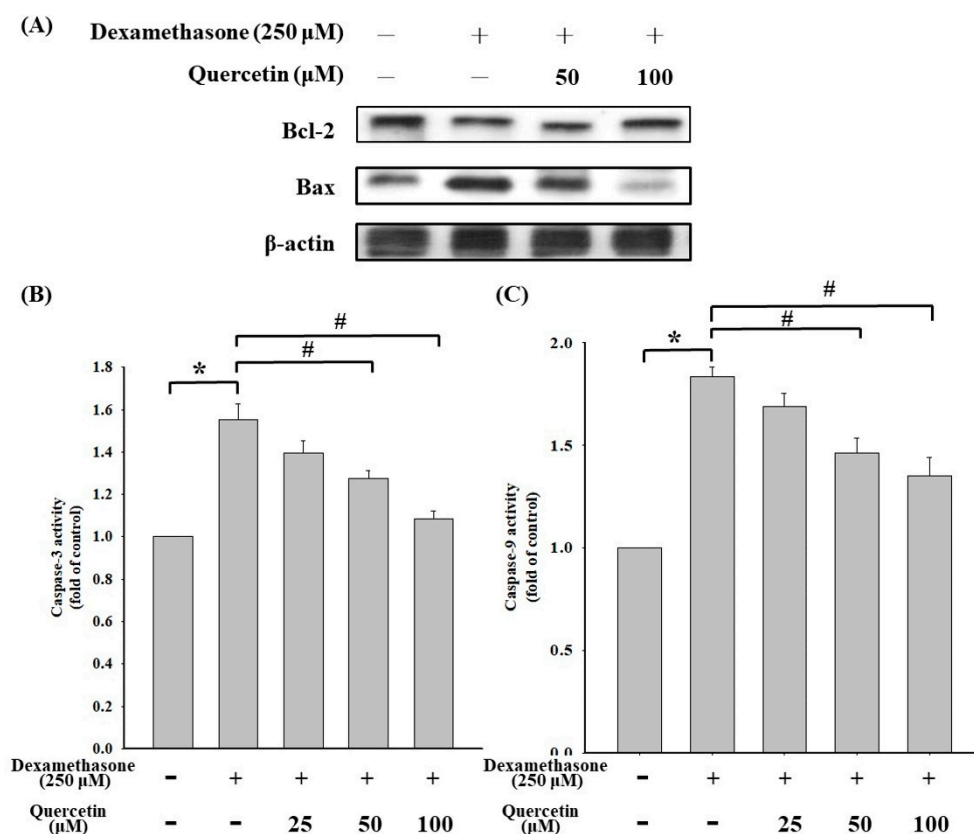 (A)
Dexamethasone (250 μM) – + + +
Quercetin (μM) – – 50 100
Bcl-2
Bax
β-actin
(B)
*
#
#
1.8
1.6
1.4
1.2
1.0
0.8
0.6
0.4
0.2
0.0
Caspase-3 activity
(fold of control)
Dexamethasone
(250 μM) - + + + +
Quercetin
(μM) - - 25 50 100
(C)
*
#
#
2.0
1.5
1.0
0.5
0.0
Caspase-9 activity
(fold of control)
Dexamethasone
(250 μM) - + + + +
Quercetin
(μM) - - 25 50 100